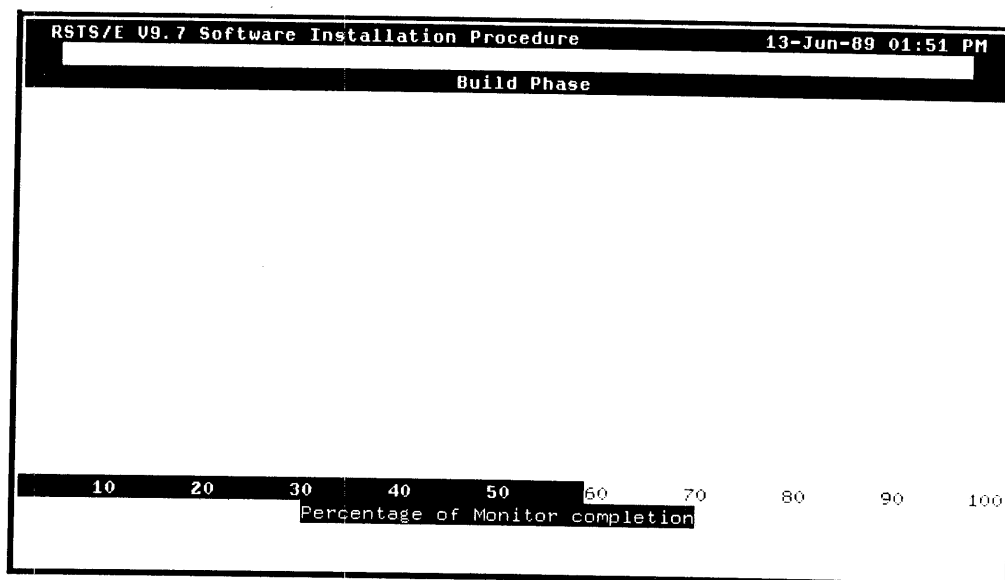 RSTS/E V9.7 Software Installation Procedure 13-Jun-89 01:51 PM
Build Phase
10 20 30 40 50 60 70 80 90 100
Percentage of Monitor completion